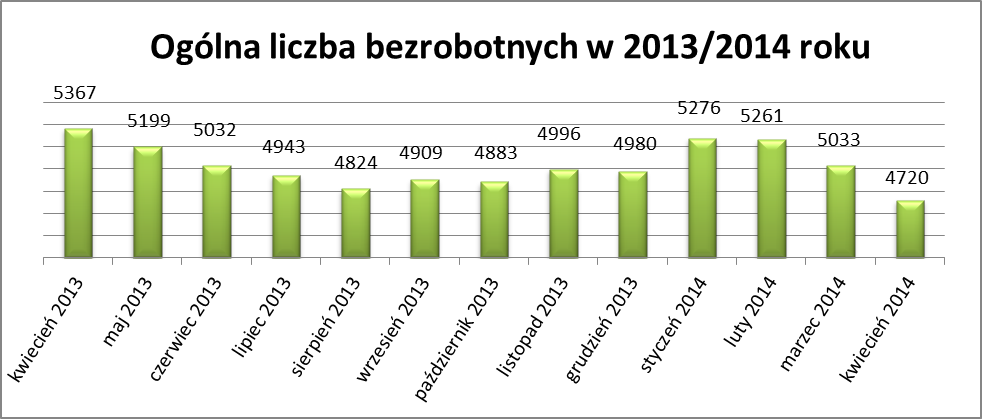 Ogólna liczba bezrobotnych w 2013/2014 roku
5367
5199
5032
4943
4824
4909
4883
4996
4980
5276
5261
5033
4720
kwiecień 2013
maj 2013
czerwiec 2013
lipiec 2013
sierpień 2013
wrzesień 2013
październik 2013
listopad 2013
grudzień 2013
styczeń 2014
luty 2014
marzec 2014
kwiecień 2014